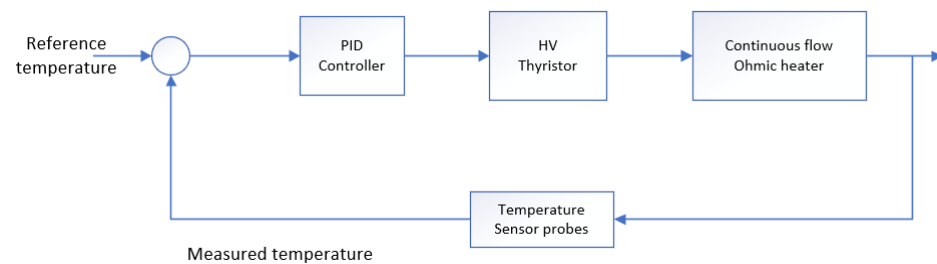 Reference
temperature
PID
Controller
HV
Thyristor
Continuous flow
Ohmic heater
Temperature
Sensor probes
Measured temperature